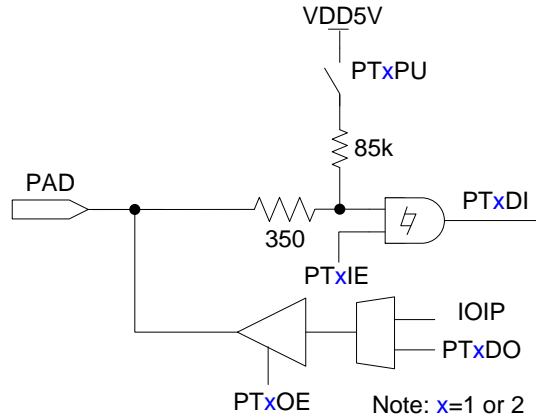 VDD5V
PTxPU
85k
PAD
350
PTxDI
PTxIE
IOIP
PTxDO
PTxOE
Note: x=1 or 2